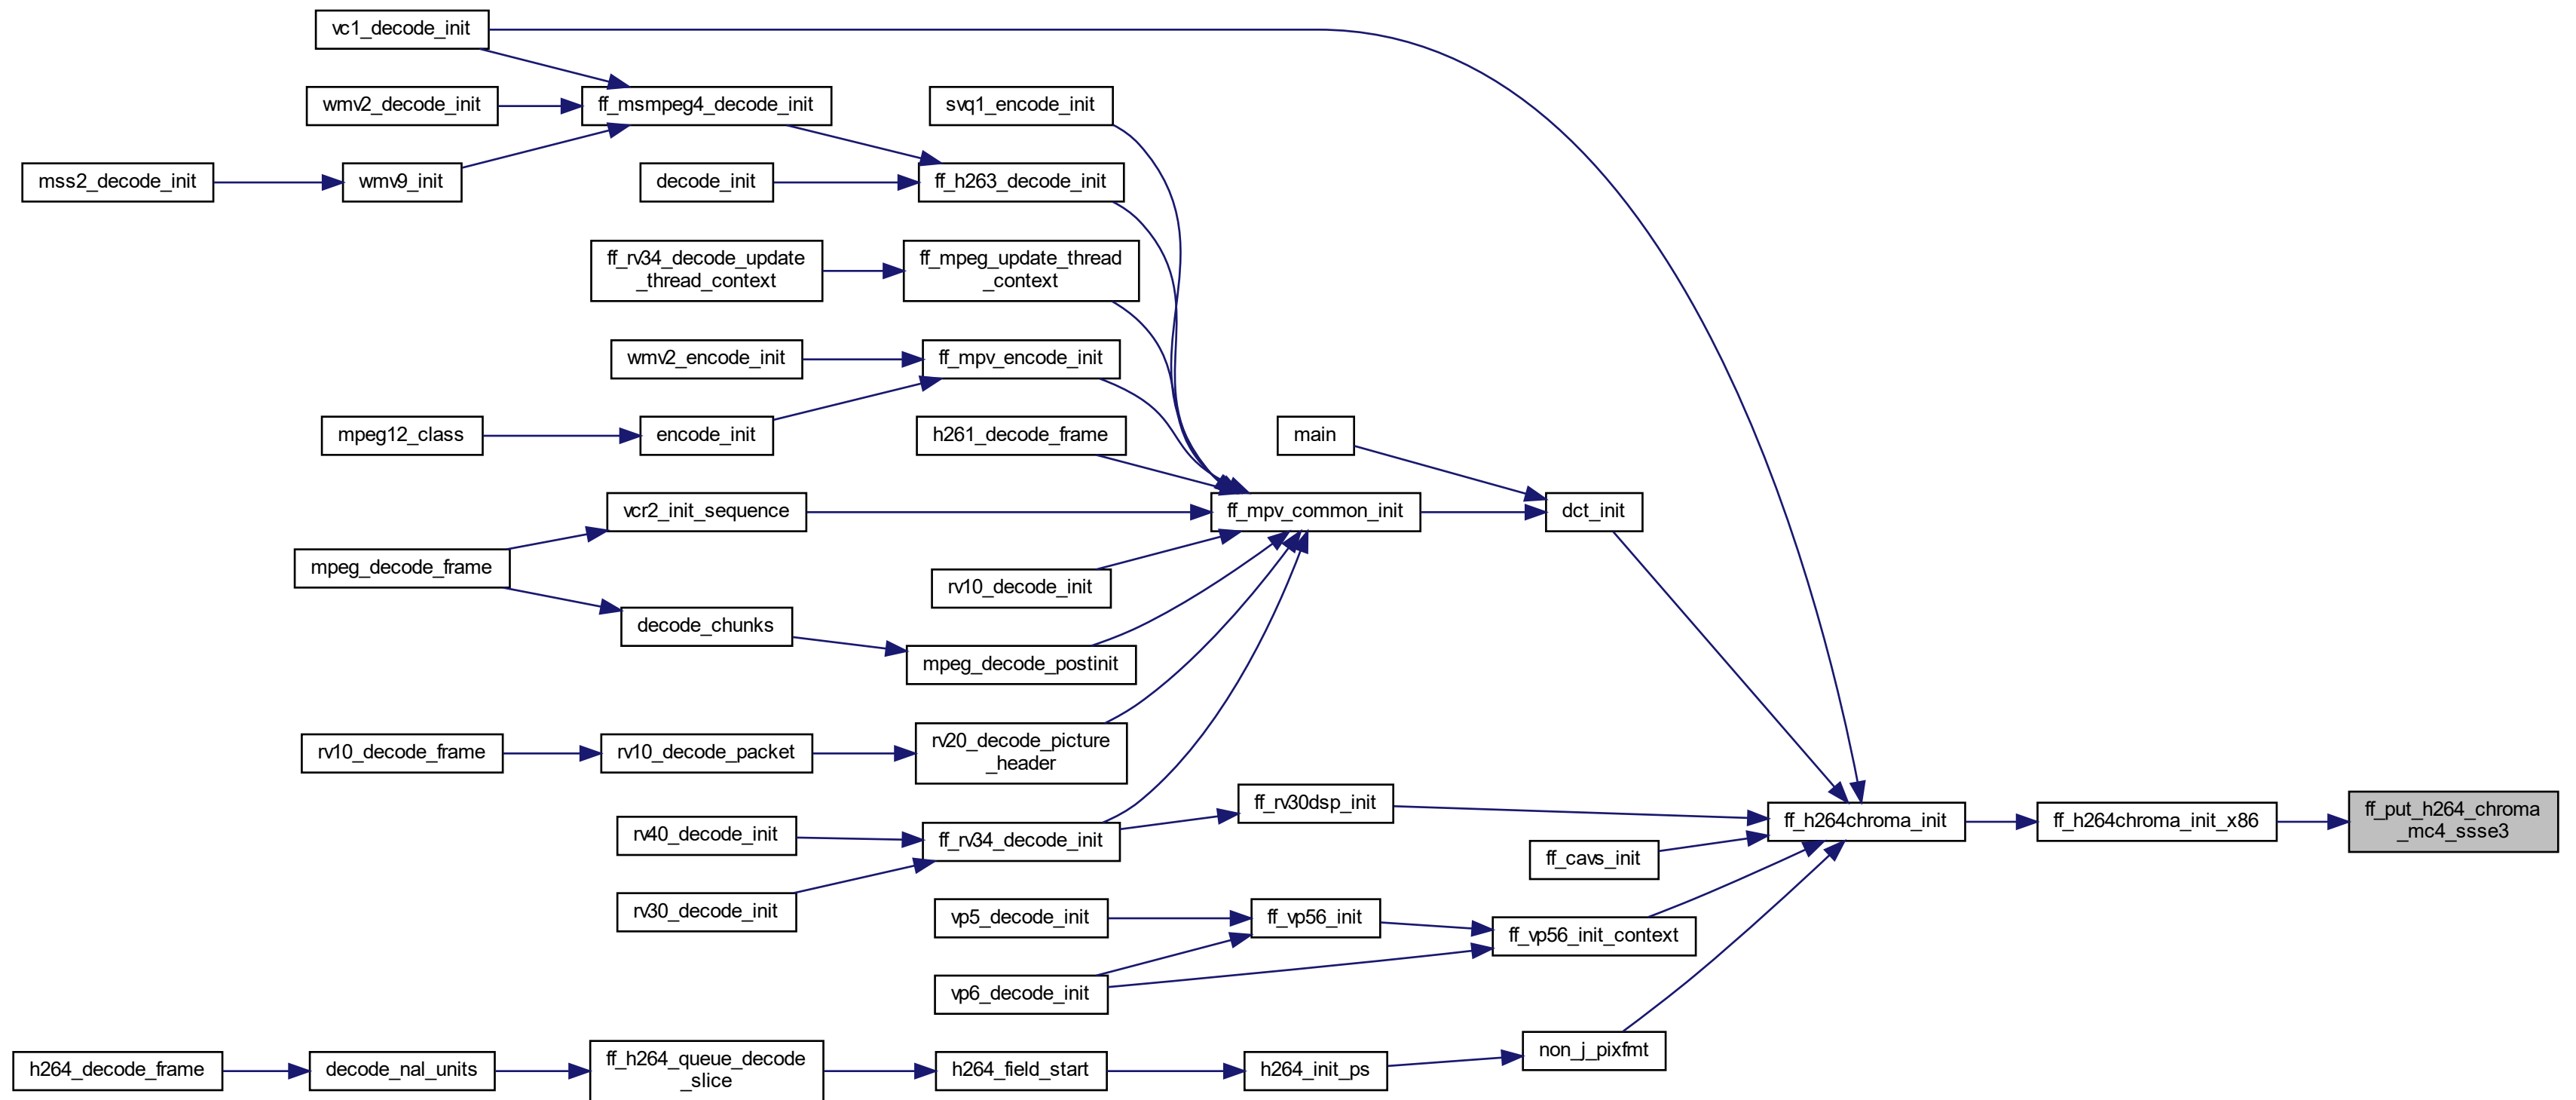 vc1_decode_init
wmv2_decode_init
ff_msmpeg4_decode_init
svq1_encode_init
mss2_decode_init
wmv9_init
decode_init
ff_h263_decode_init
ff_rv34_decode_update
_thread_context
ff_mpeg_update_thread
_context
wmv2_encode_init
ff_mpv_encode_init
mpeg12_class
encode_init
h261_decode_frame
main
vcr2_init_sequence
ff_mpv_common_init
dct_init
mpeg_decode_frame
rv10_decode_init
decode_chunks
mpeg_decode_postinit
rv10_decode_frame
rv10_decode_packet
rv20_decode_picture
_header
ff_rv30dsp_init
rv40_decode_init
ff_rv34_decode_init
ff_h264chroma_init
ff_h264chroma_init_x86
ff_put_h264_chroma
_mc4_ssse3
ff_cavs_init
rv30_decode_init
vp5_decode_init
ff_vp56_init
ff_vp56_init_context
vp6_decode_init
non_j_pixfmt
h264_decode_frame
decode_nal_units
ff_h264_queue_decode
_slice
h264_field_start
h264_init_ps